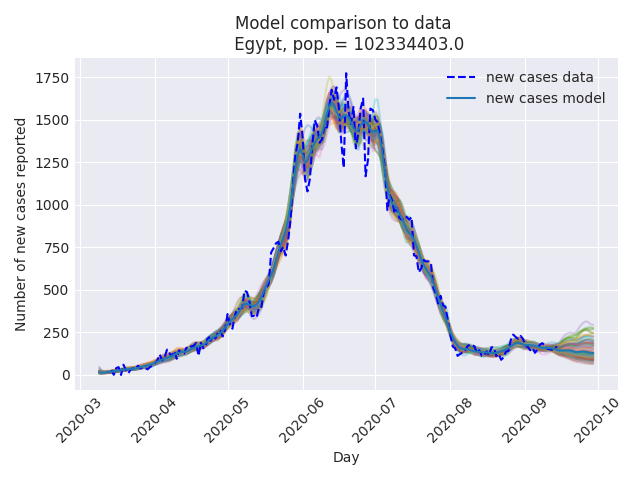 Model comparison to data
Egypt, pop. = 102334403.0
new cases data
new cases model
Number of new cases reported
1750
1500
1250
1000
750
500
250
0
2020-03
2020-04
2020-05
2020-06
2020-07
2020-08
2020-09
2020-10
Day